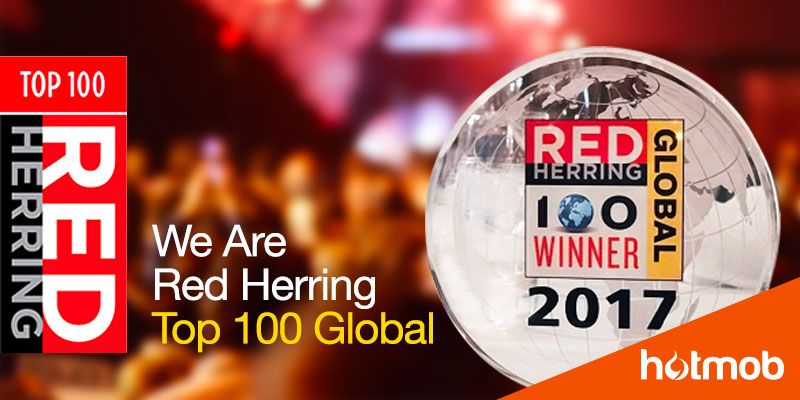 TOP 100
RED
HERRING
We Are
Red Herring
Top 100 Global
RED
HERRING
100
WINNER
GLOBAL
2017
hotmob